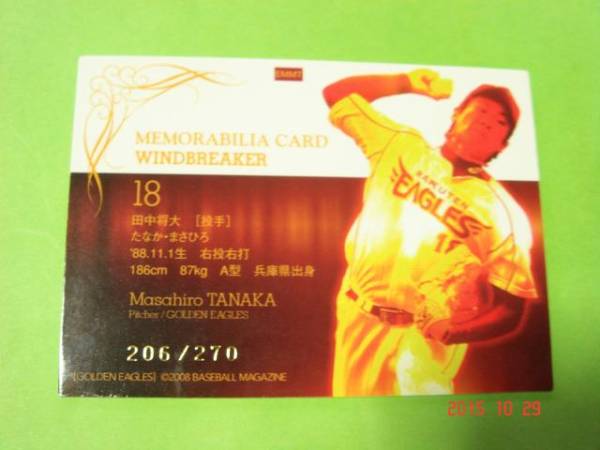 EMMT
MEMORABILIA CARD
WINDBREAKER
18
田中将大 [投手]
たなか・まさひろ
'88.11.1生 右投右打
186cm 87kg A型 兵庫県出身
Masahiro TANAKA
Pitcher / GOLDEN EAGLES
206/270
[GOLDEN EAGLES] ©2008 BASEBALL MAGAZINE
RAKUTEN
EAGLES
2015 10 29